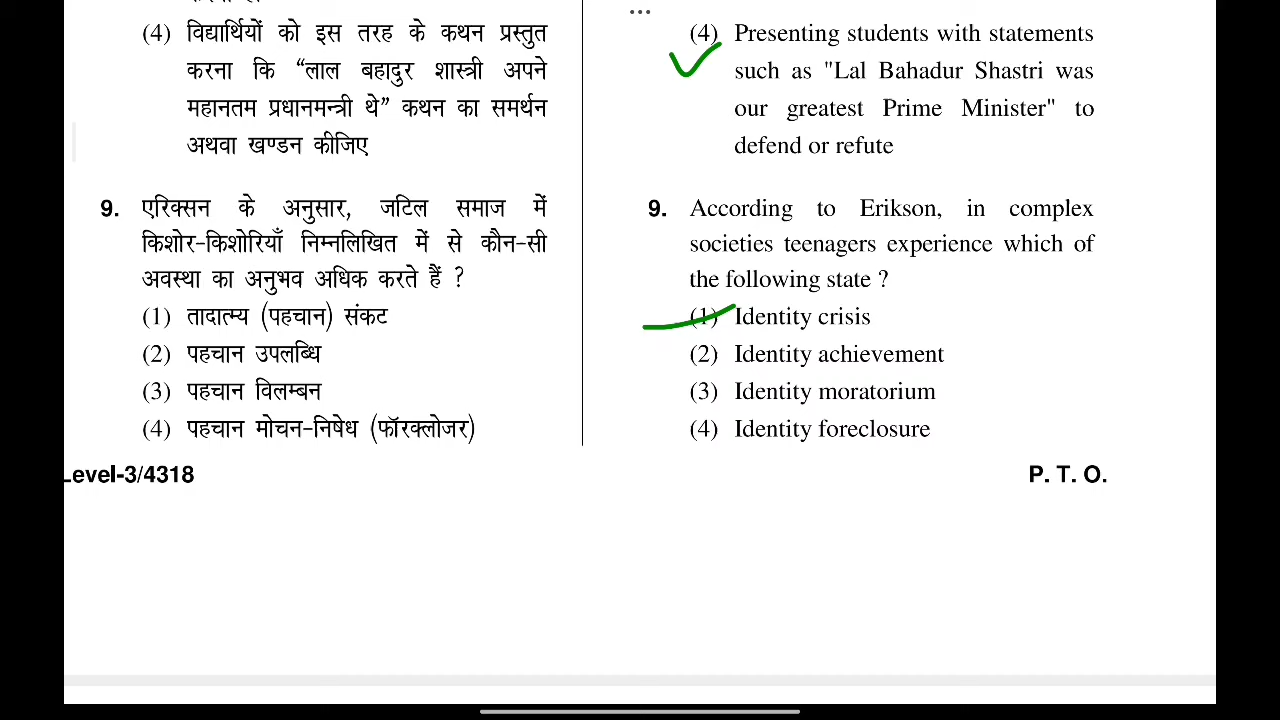 (4) विद्यार्थियों को इस तरह के कथन प्रस्तुत
करना कि “लाल बहादुर शास्त्री अपने
महानतम प्रधानमन्त्री थे” कथन का समर्थन
अथवा खण्डन कीजिए
9. एरिक्सन के अनुसार, जटिल समाज में
किशोर-किशोरियाँ निम्नलिखित में से कौन-सी
अवस्था का अनुभव अधिक करते हैं ?
(1) तादात्म्य (पहचान) संकट
(2) पहचान उपलब्धि
(3) पहचान विलम्बन
(4) पहचान मोचन-निषेध (फॉरक्लोजर)
(4) Presenting students with statements
such as "Lal Bahadur Shastri was
our greatest Prime Minister" to
defend or refute
9. According to Erikson, in complex
societies teenagers experience which of
the following state ?
(1) Identity crisis
(2) Identity achievement
(3) Identity moratorium
(4) Identity foreclosure
Level-3/4318
P. T. O.